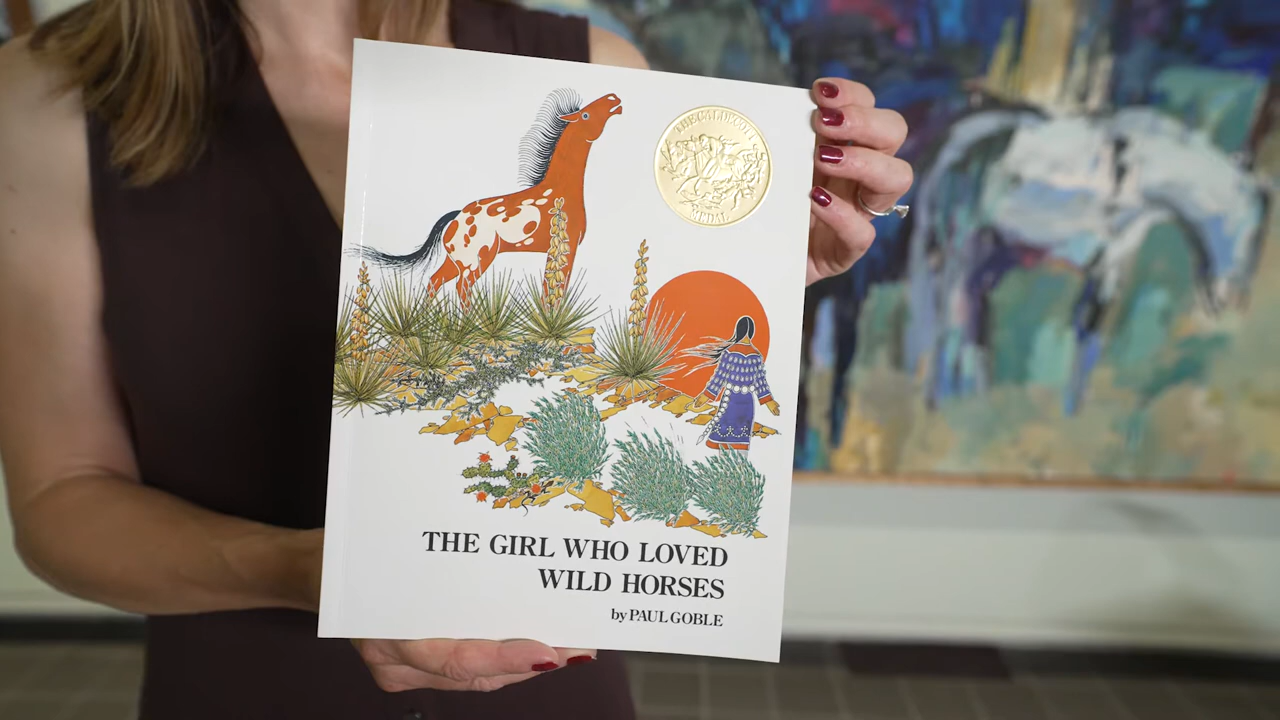 THE CALDECOTT
MEDAL
THE GIRL WHO LOVED
WILD HORSES
by PAUL GOBLE